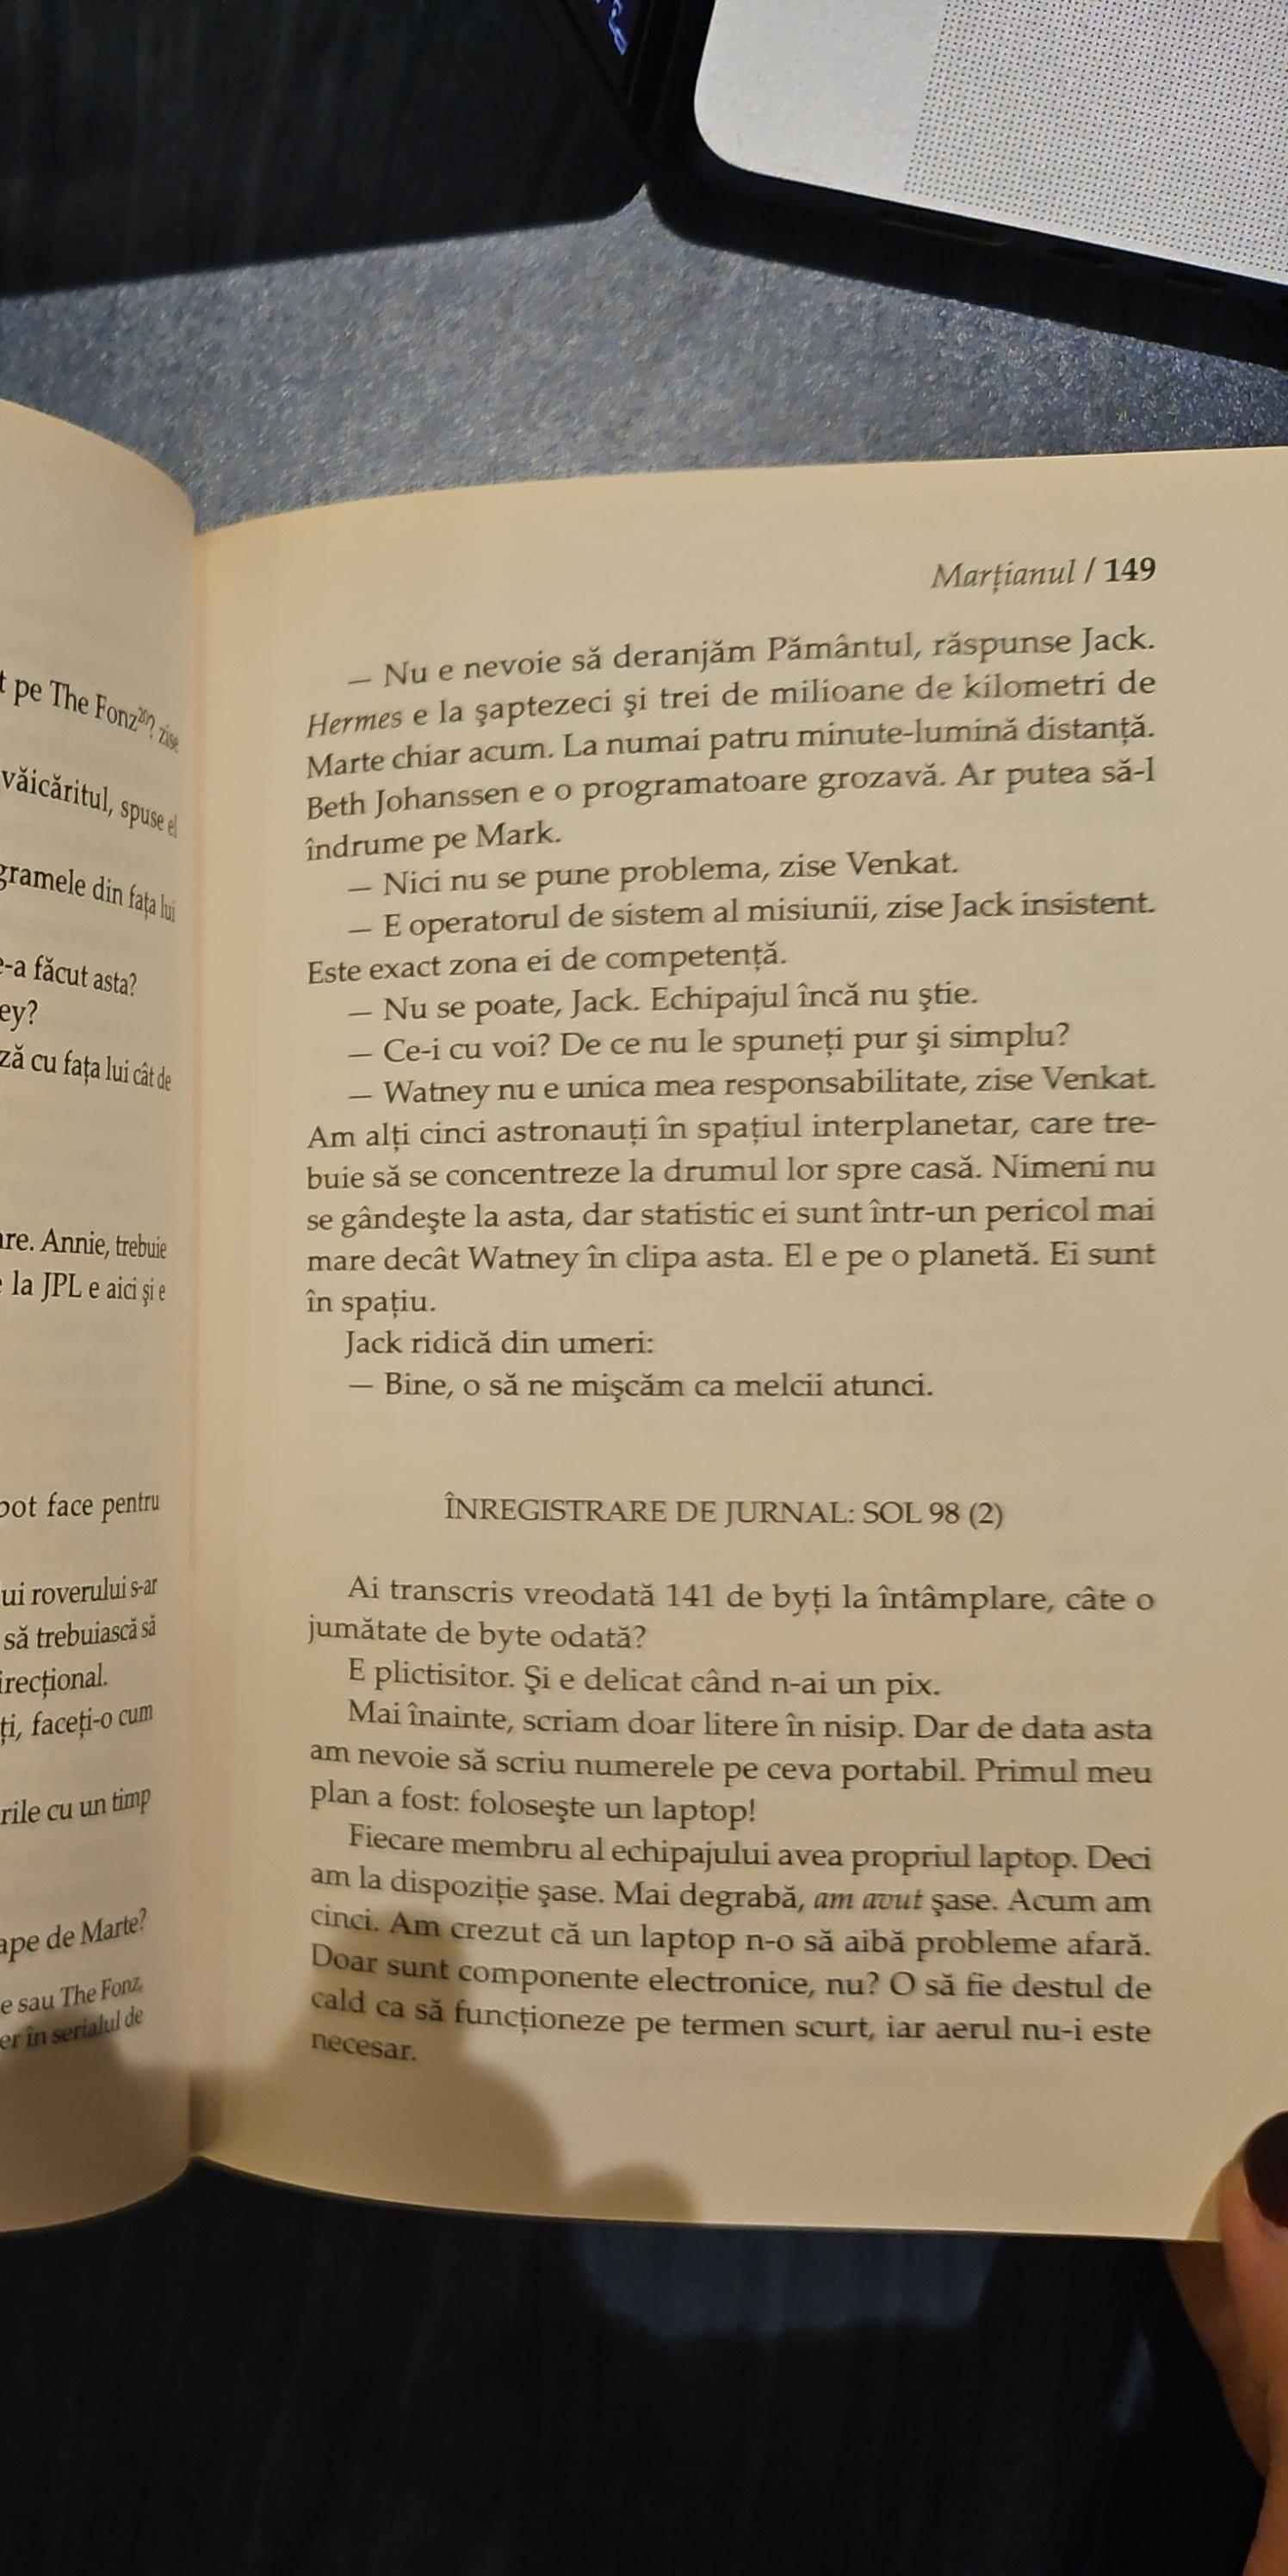 t pe The Fonz²⁰?, zise
văicăritul, spuse el
gramele din fața lui
e-a făcut asta?
ey?
ză cu fața lui cât de
are. Annie, trebuie
la JPL e aici şi e
pot face pentru
ui roverului s-ar
să trebuiască să
irecțional.
ți, faceți-o cum
rile cu un timp
ape de Marte?
e sau The Fonz,
er în serialul de
Marțianul / 149
— Nu e nevoie să deranjăm Pământul, răspunse Jack.
Hermes e la şaptezeci şi trei de milioane de kilometri de
Marte chiar acum. La numai patru minute-lumină distanță.
Beth Johanssen e o programatoare grozavă. Ar putea să-l
îndrume pe Mark.
— Nici nu se pune problema, zise Venkat.
— E operatorul de sistem al misiunii, zise Jack insistent.
Este exact zona ei de competență.
— Nu se poate, Jack. Echipajul încă nu ştie.
— Ce-i cu voi? De ce nu le spuneți pur şi simplu?
— Watney nu e unica mea responsabilitate, zise Venkat.
Am alți cinci astronauți în spațiul interplanetar, care tre-
buie să se concentreze la drumul lor spre casă. Nimeni nu
se gândeşte la asta, dar statistic ei sunt într-un pericol mai
mare decât Watney în clipa asta. El e pe o planetă. Ei sunt
în spațiu.
Jack ridică din umeri:
— Bine, o să ne mişcăm ca melcii atunci.
ÎNREGISTRARE DE JURNAL: SOL 98 (2)
Ai transcris vreodată 141 de byți la întâmplare, câte o
jumătate de byte odată?
E plictisitor. Şi e delicat când n-ai un pix.
Mai înainte, scriam doar litere în nisip. Dar de data asta
am nevoie să scriu numerele pe ceva portabil. Primul meu
plan a fost: foloseşte un laptop!
Fiecare membru al echipajului avea propriul laptop. Deci
am la dispoziție şase. Mai degrabă, am avut şase. Acum am
cinci. Am crezut că un laptop n-o să aibă probleme afară.
Doar sunt componente electronice, nu? O să fie destul de
cald ca să funcționeze pe termen scurt, iar aerul nu-i este
necesar.